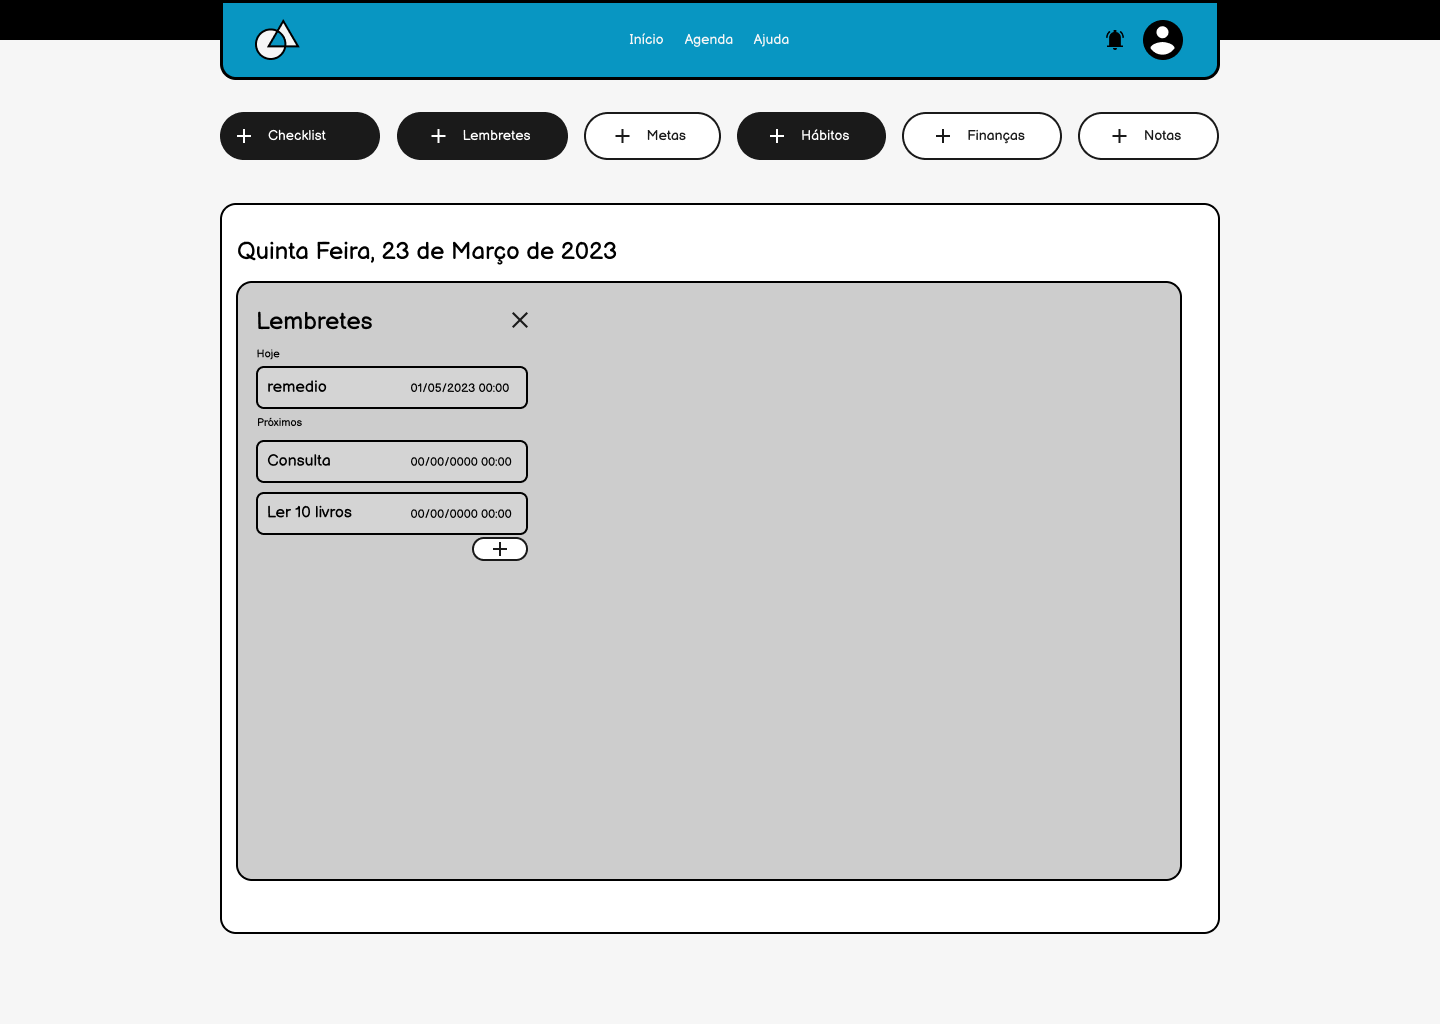 Início Agenda Ajuda
Checklist Lembretes Metas Hábitos Finanças Notas
Quinta Feira, 23 de Março de 2023
Lembretes
Hoje
remedio 01/05/2023 00:00
Próximos
Consulta 00/00/0000 00:00
Ler 10 livros 00/00/0000 00:00